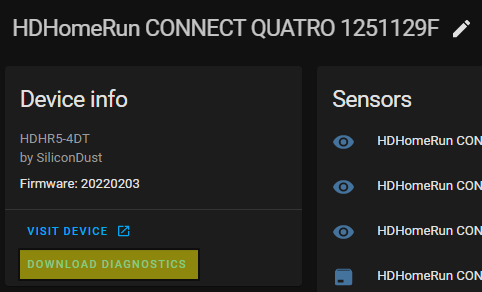 HDHomeRun CONNECT QUATRO 1251129F
Device info
HDHR5-4DT
by SiliconDust
Firmware: 20220203
VISIT DEVICE
DOWNLOAD DIAGNOSTICS
Sensors
HDHomeRun CON
HDHomeRun CON
HDHomeRun CON
HDHomeRun CON